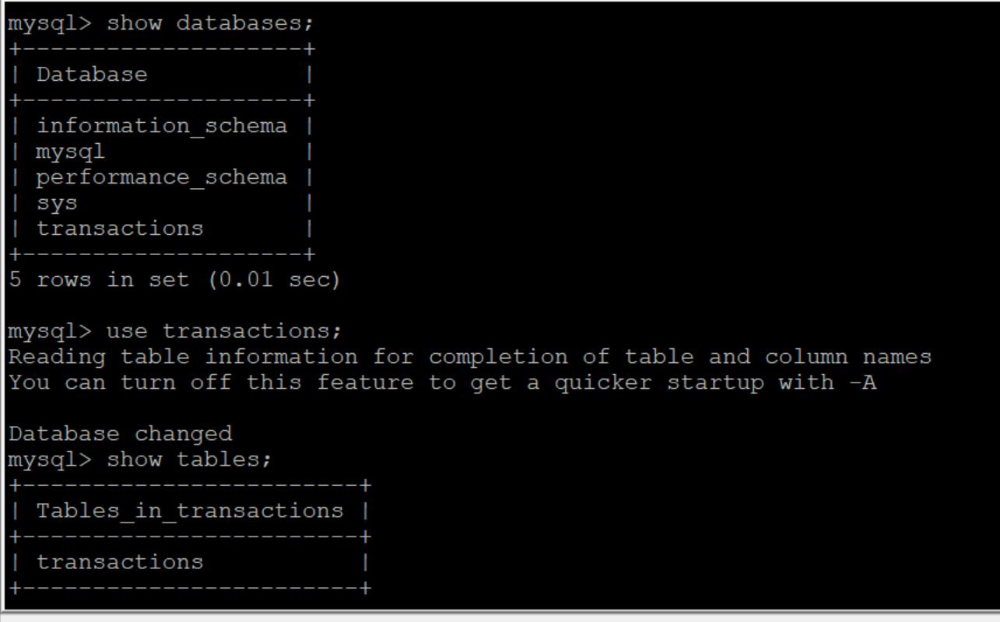 mysql> show databases;
+--------------------+
| Database           |
+--------------------+
| information_schema |
| mysql              |
| performance_schema |
| sys                |
| transactions       |
+--------------------+
5 rows in set (0.01 sec)

mysql> use transactions;
Reading table information for completion of table and column names
You can turn off this feature to get a quicker startup with -A

Database changed
mysql> show tables;
+------------------------+
| Tables_in_transactions |
+------------------------+
| transactions           |
+------------------------+